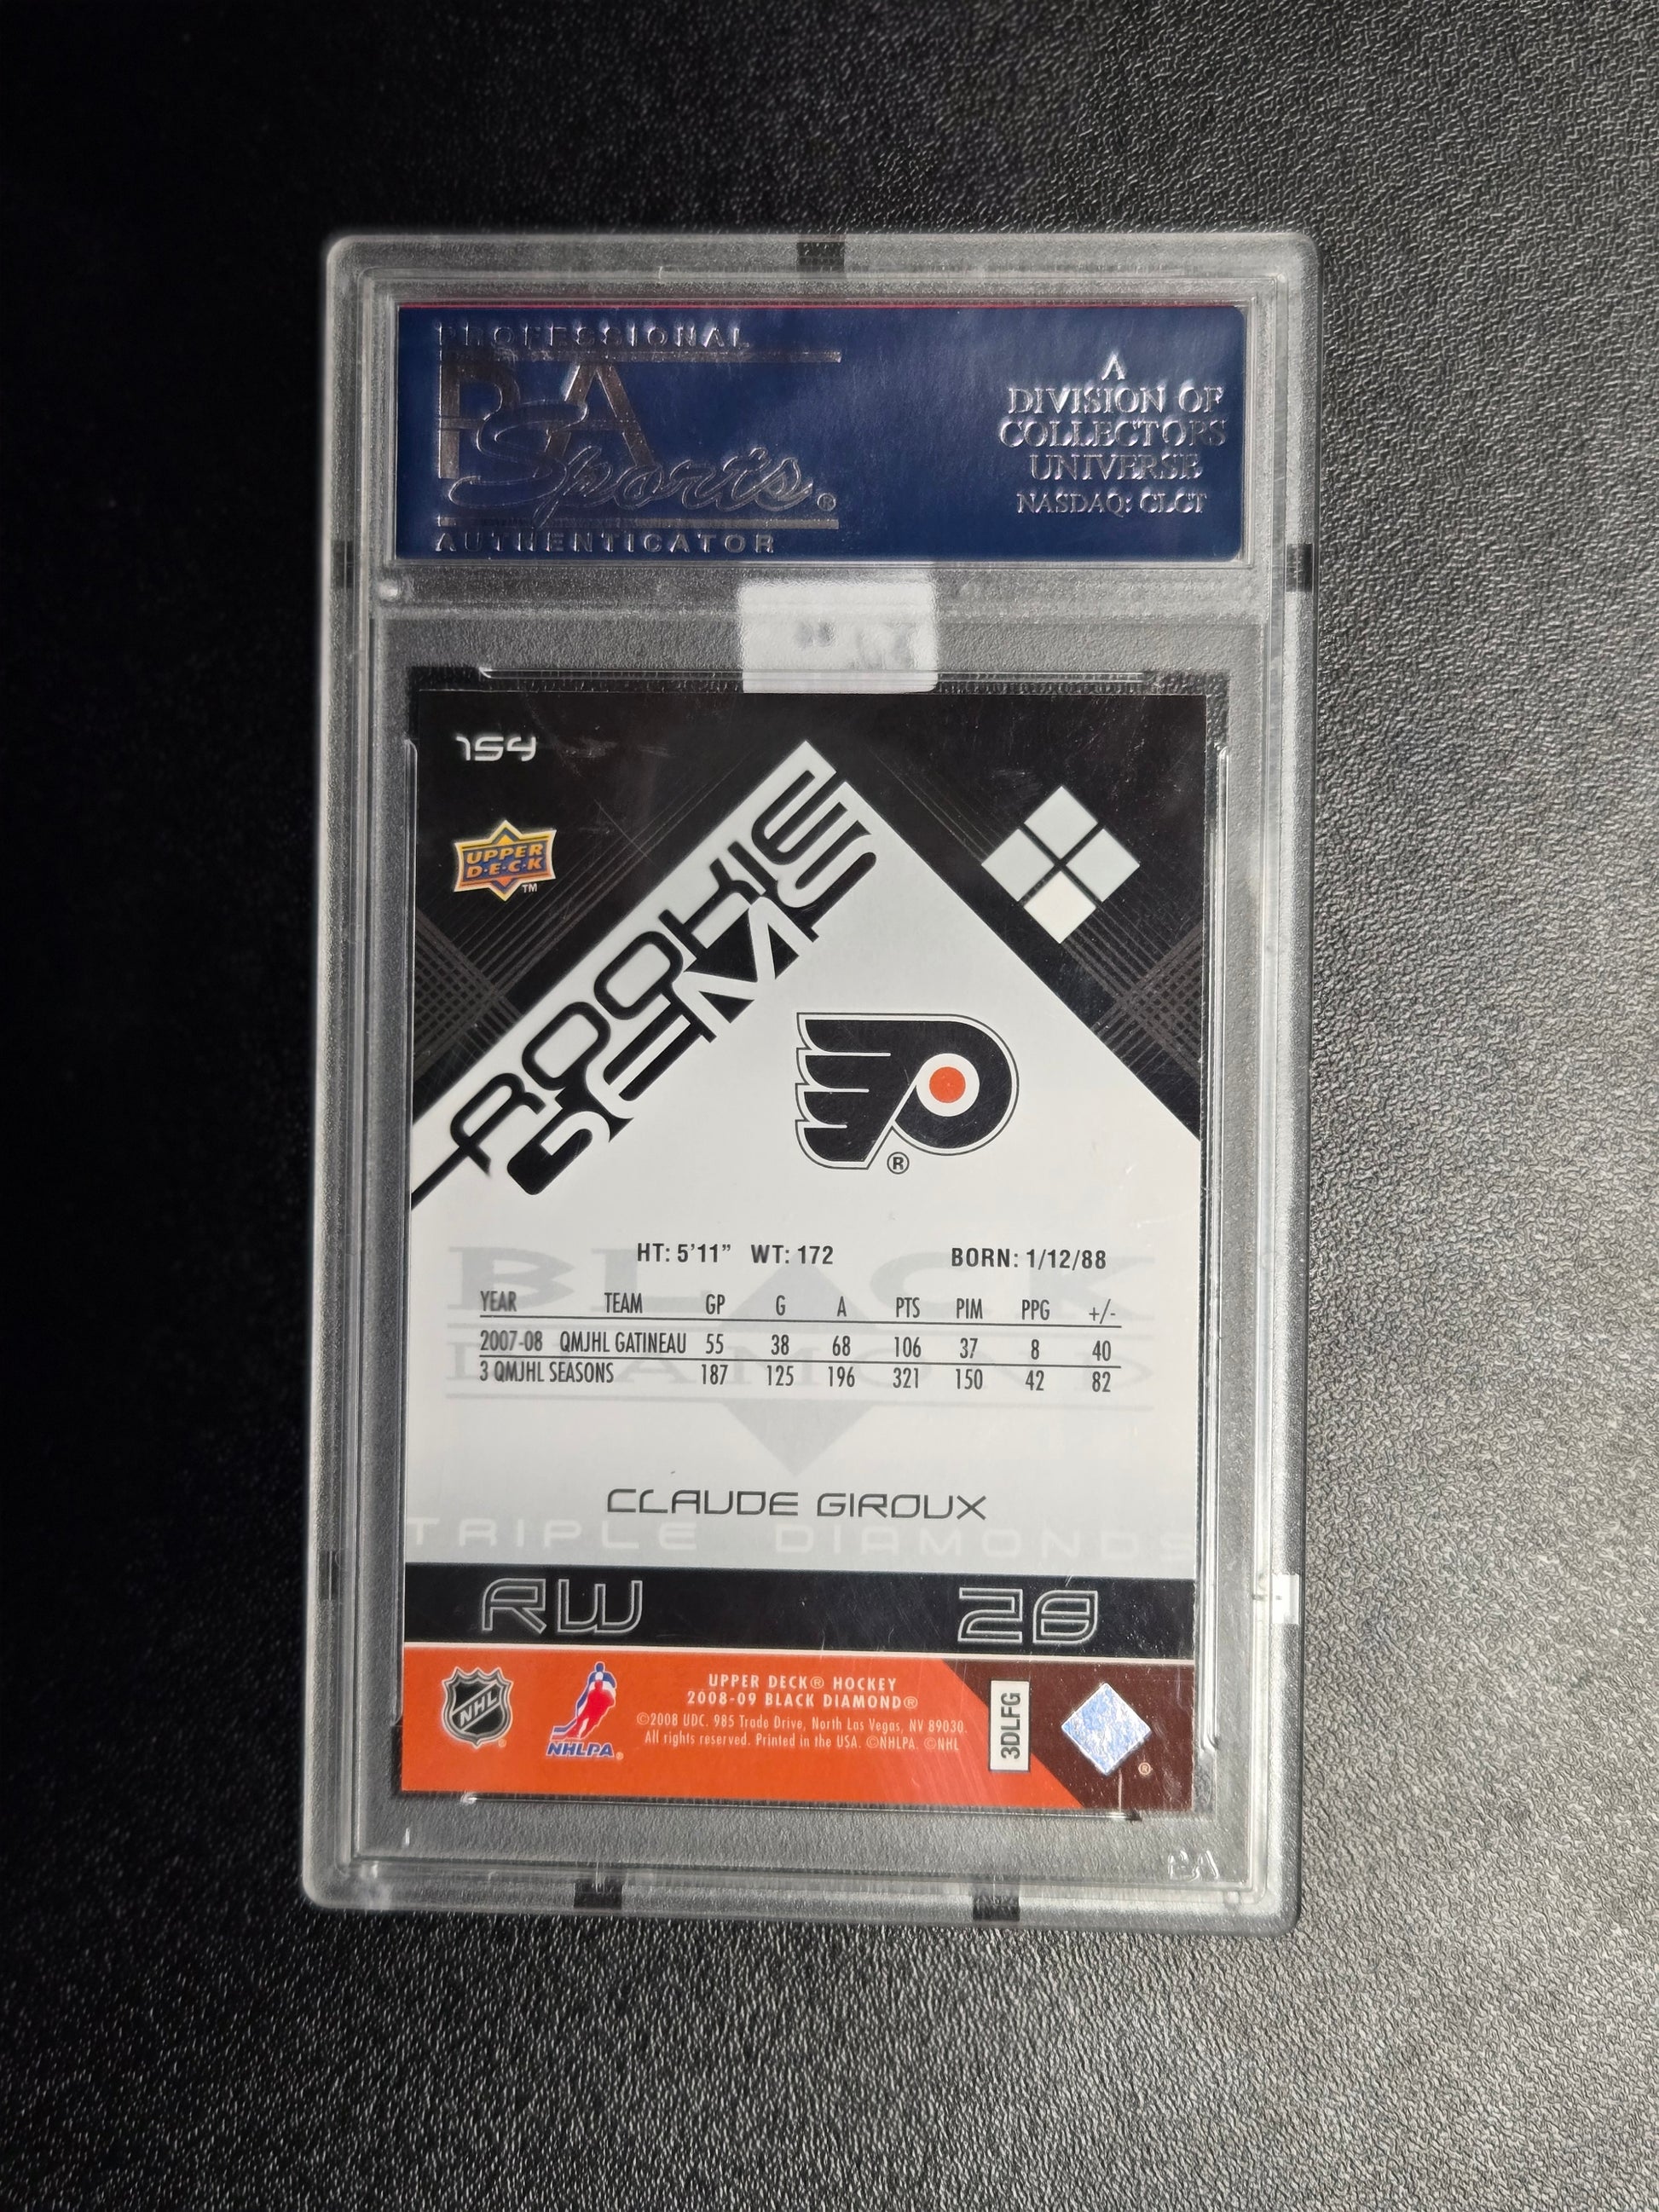 PROFESSIONAL
PSA
Sports®
AUTHENTICATOR
A
DIVISION OF
COLLECTORS
UNIVERSE
NASDAQ: CLCT
154
UPPER
D·E·C·K
TM
ROOKIE
GEMS
®
HT: 5'11" WT: 172 BORN: 1/12/88
BLACK
DIAMOND
YEAR TEAM GP G A PTS PIM PPG +/-
2007-08 QMJHL GATINEAU 55 38 68 106 37 8 40
3 QMJHL SEASONS 187 125 196 321 150 42 82
CLAUDE GIROUX
TRIPLE DIAMONDS
RW 28
NHL
NHLPA®
UPPER DECK® HOCKEY
2008-09 BLACK DIAMOND®
©2008 UDC. 985 Trade Drive, North Las Vegas, NV 89030.
All rights reserved. Printed in the USA. ©NHLPA. ©NHL
3DLFG
®